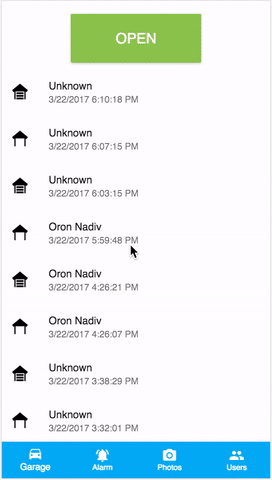 OPEN
Unknown
3/22/2017 6:10:18 PM
Unknown
3/22/2017 6:07:15 PM
Unknown
3/22/2017 6:03:15 PM
Oron Nadiv
3/22/2017 5:59:48 PM
Oron Nadiv
3/22/2017 4:26:21 PM
Oron Nadiv
3/22/2017 4:26:07 PM
Unknown
3/22/2017 3:38:29 PM
Unknown
3/22/2017 3:32:01 PM
Garage Alarm Photos Users